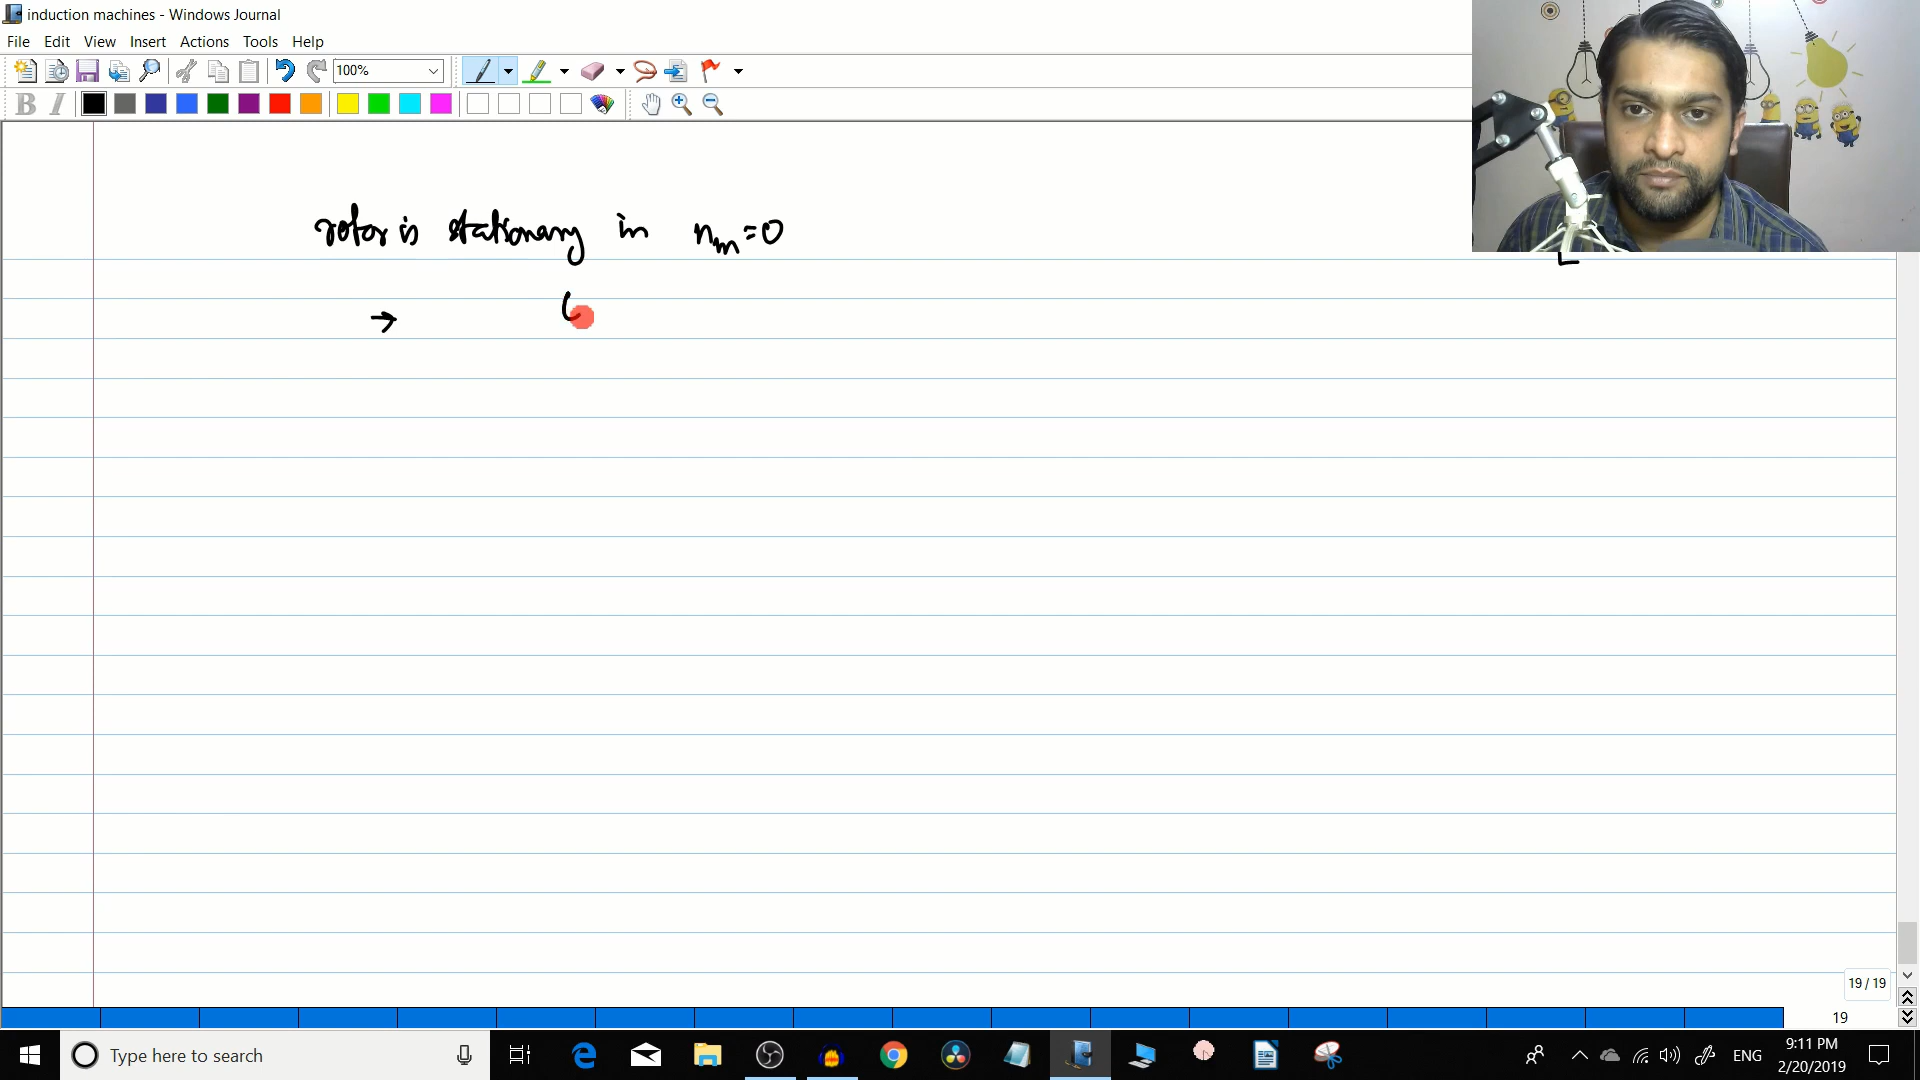 induction machines - Windows Journal
File Edit View Insert Actions Tools Help
100%
B I
rotor is stationary in nm=0
→ (
19 / 19
19
Type here to search
ENG
9:11 PM
2/20/2019